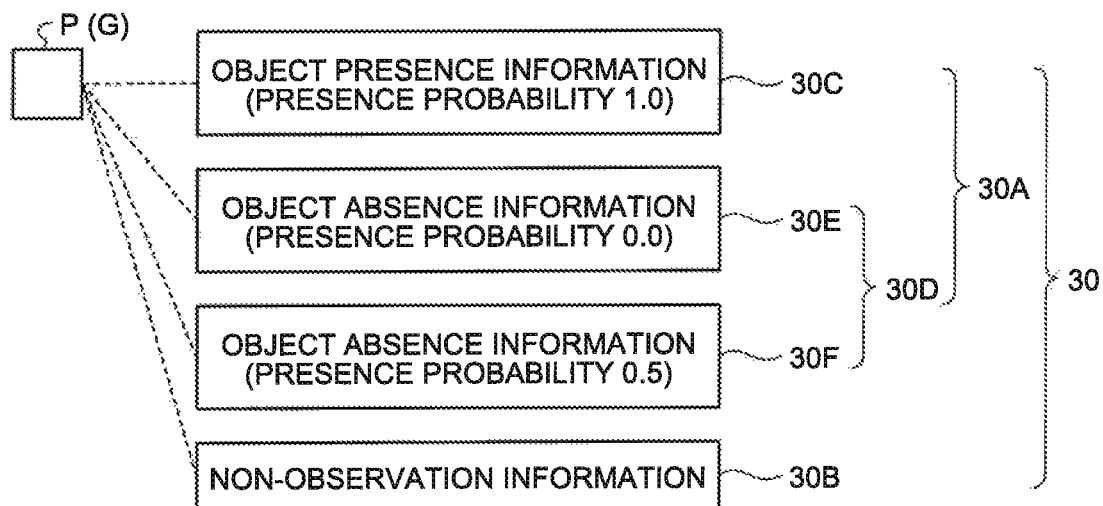 P (G)
OBJECT PRESENCE INFORMATION
(PRESENCE PROBABILITY 1.0)
30C
OBJECT ABSENCE INFORMATION
(PRESENCE PROBABILITY 0.0)
30E
30A
30D
30
OBJECT ABSENCE INFORMATION
(PRESENCE PROBABILITY 0.5)
30F
NON-OBSERVATION INFORMATION
30B